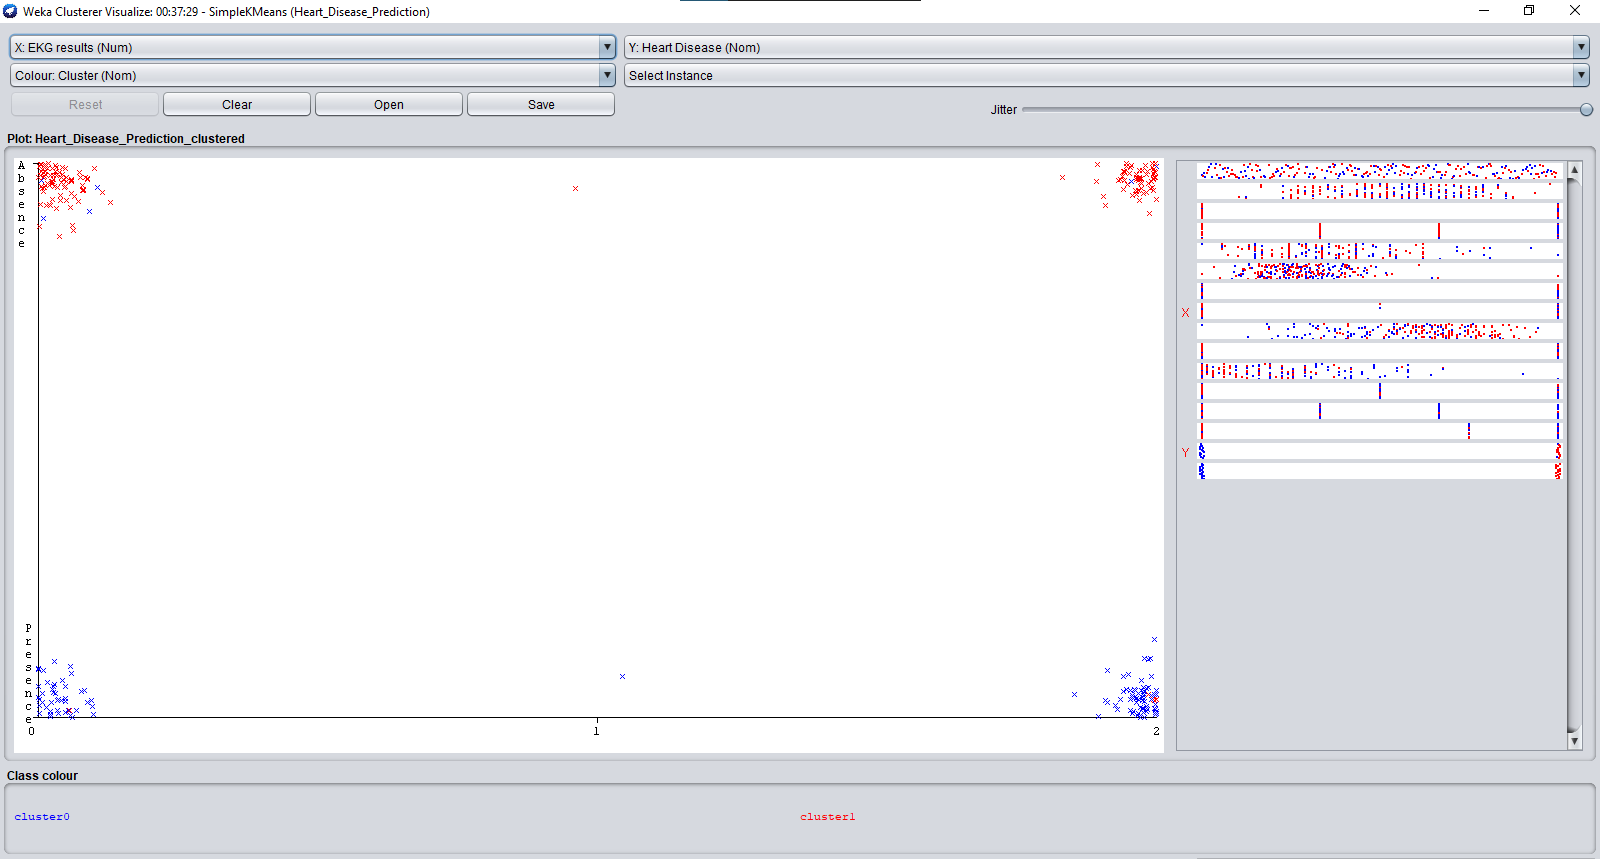 Weka Clusterer Visualize: 00:37:29 - SimpleKMeans (Heart_Disease_Prediction)
X: EKG results (Num)
Y: Heart Disease (Nom)
Colour: Cluster (Nom)
Select Instance
Reset
Clear
Open
Save
Jitter
Plot: Heart_Disease_Prediction_clustered
Absence
Presence
0
1
2
X
Y
Class colour
cluster0
cluster1